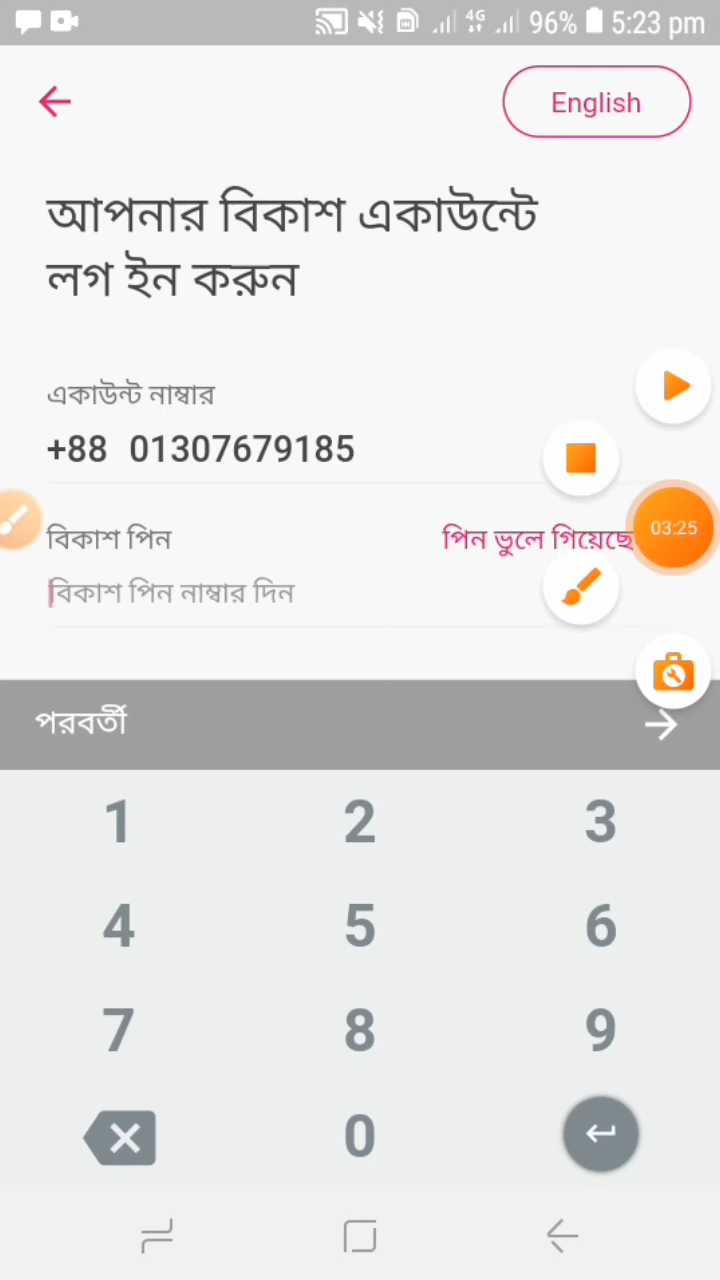 4G 96% 5:23 pm
English
আপনার বিকাশ একাউন্টে
লগ ইন করুন
একাউন্ট নাম্বার
+88 01307679185
বিকাশ পিন পিন ভুলে গিয়েছে
03:25
বিকাশ পিন নাম্বার দিন
পরবর্তী
1 2 3
4 5 6
7 8 9
0